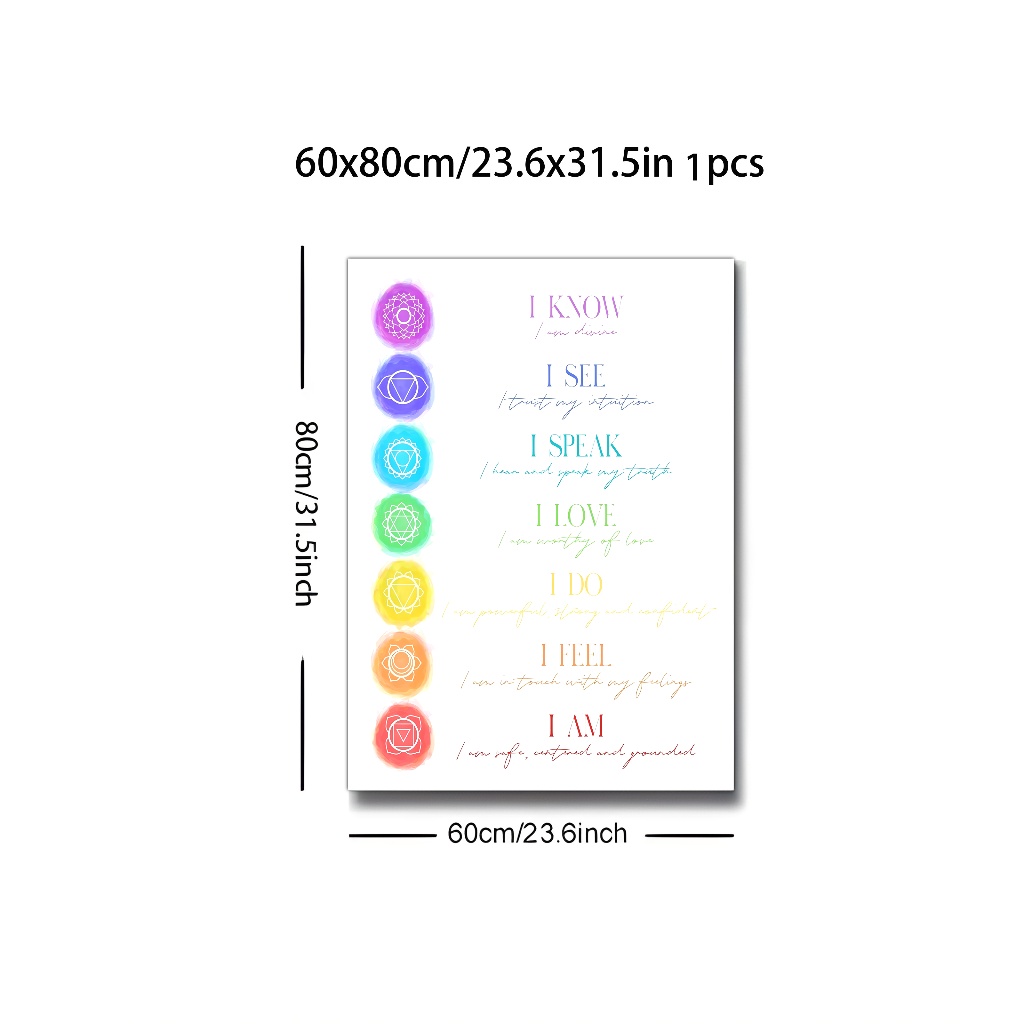 60x80cm/23.6x31.5in 1pcs
80cm/31.5inch
I KNOW
I am divine
I SEE
I trust my intuition
I SPEAK
I hear and speak my truth
I LOVE
I am worthy of love
I DO
I am powerful strong and confident
I FEEL
I am in touch with my feelings
I AM
I am safe, centered and grounded
60cm/23.6inch